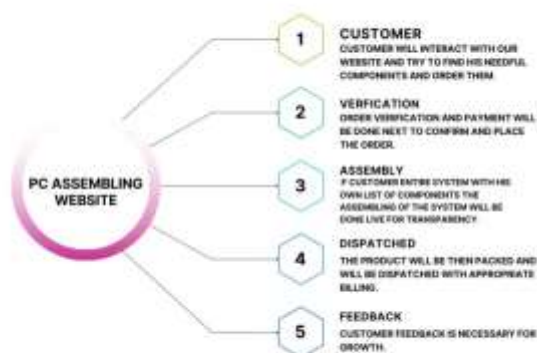 PC ASSEMBLING
WEBSITE
1
CUSTOMER
CUSTOMER WILL INTERACT WITH OUR
WEBSITE AND TRY TO FIND HIS NEEDFUL
COMPONENTS AND ORDER THEM
2
VERFICATION
ORDER VERIFICATION AND PAYMENT WILL
BE DONE NEXT TO CONFIRM AND PLACE
THE ORDER.
3
ASSEMBLY
IF CUSTOMER ENTIRE SYSTEM WITH HIS
OWN LIST OF COMPONENTS THE
ASSEMBLING OF THE SYSTEM WILL BE
DONE LIVE FOR TRANSPARENCY
4
DISPATCHED
THE PRODUCT WILL BE THEN PACKED AND
WILL BE DISPATCHED WITH APPROPRIATE
BILLING.
5
FEEDBACK
CUSTOMER FEEDBACK IS NECESSARY FOR
GROWTH.